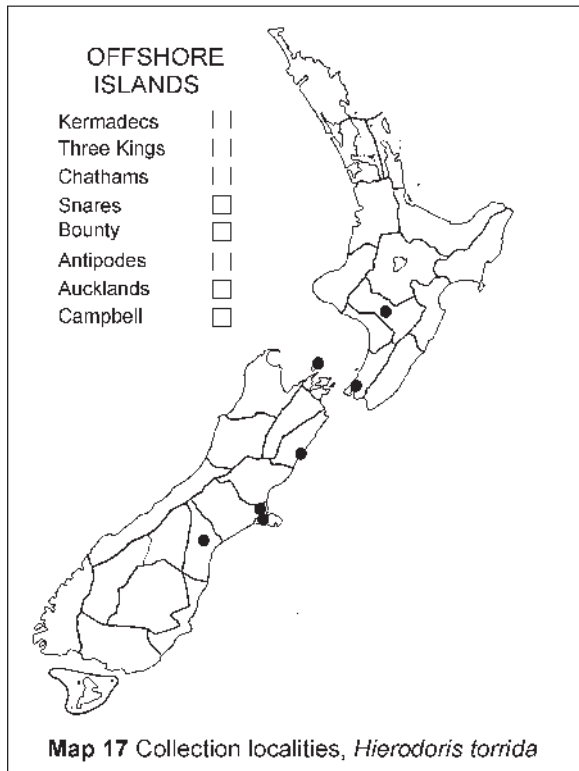 OFFSHORE
ISLANDS
Kermadecs
Three Kings
Chathams
Snares
Bounty
Antipodes
Aucklands
Campbell
Map 17 Collection localities, Hierodoris torrida